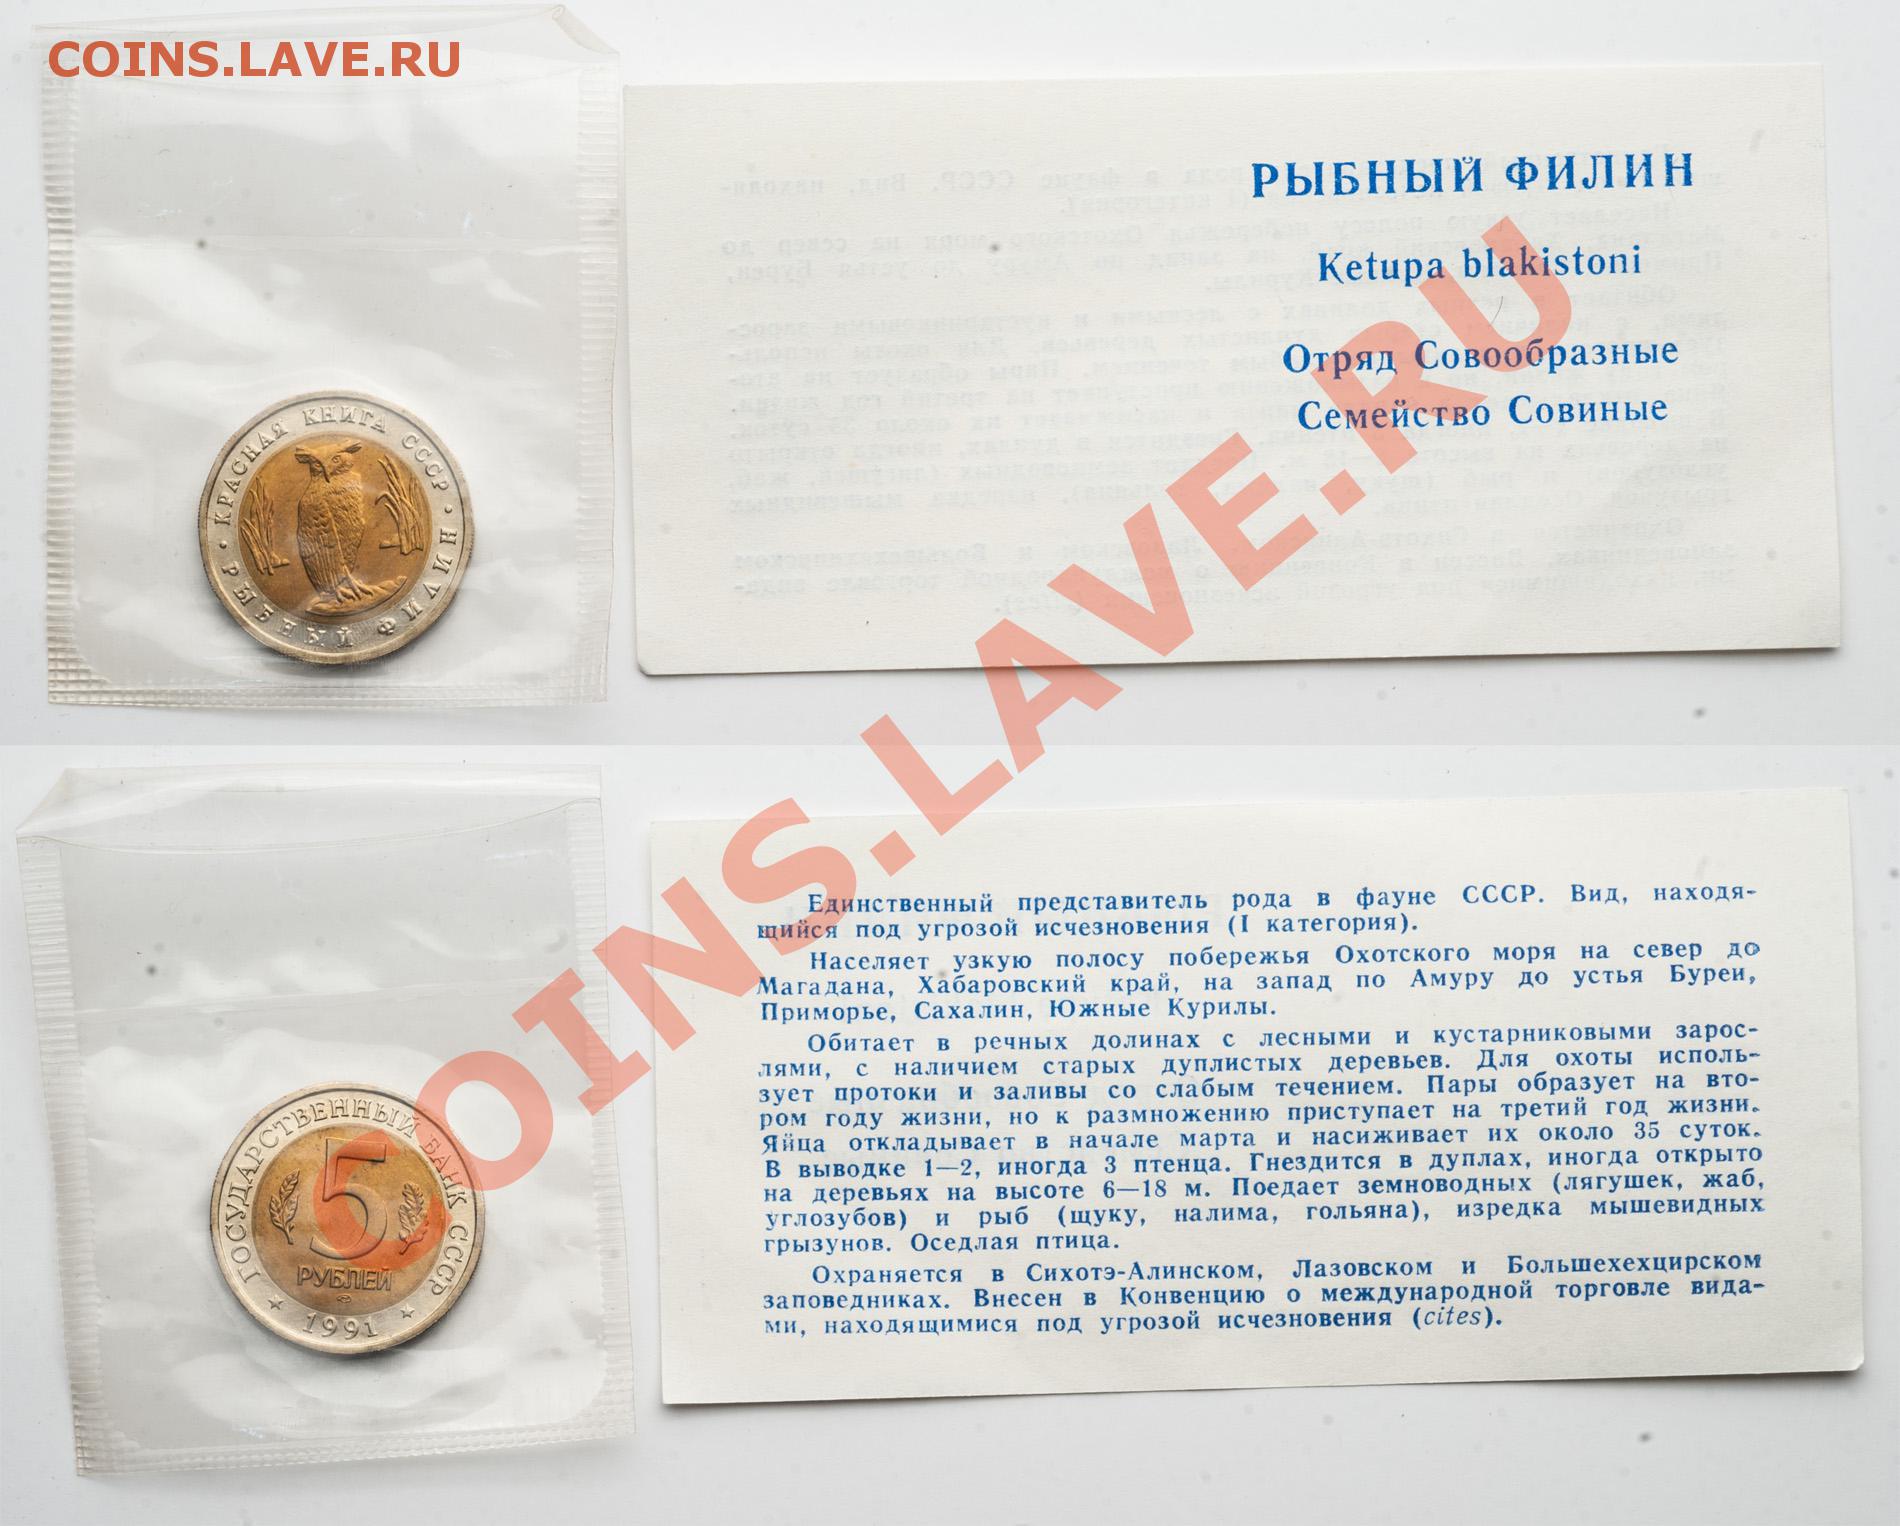 COINS.LAVE.RU
РЫБНЫЙ ФИЛИН
Ketupa blakistoni
Отряд Совообразные
Семейство Совиные
• КРАСНАЯ КНИГА СССР •
РЫБНЫЙ ФИЛИН
COINS.LAVE.RU
Единственный представитель рода в фауне СССР. Вид, находя-
щийся под угрозой исчезновения (I категория).
Населяет узкую полосу побережья Охотского моря на север до
Магадана, Хабаровский край, на запад по Амуру до устья Буреи,
Приморье, Сахалин, Южные Курилы.
Обитает в речных долинах с лесными и кустарниковыми зарос-
лями, с наличием старых дуплистых деревьев. Для охоты исполь-
зует протоки и заливы со слабым течением. Пары образует на вто-
ром году жизни, но к размножению приступает на третий год жизни.
Яйца откладывает в начале марта и насиживает их около 35 суток.
В выводке 1—2, иногда 3 птенца. Гнездится в дуплах, иногда открыто
на деревьях на высоте 6—18 м. Поедает земноводных (лягушек, жаб,
углозубов) и рыб (щуку, налима, гольяна), изредка мышевидных
грызунов. Оседлая птица.
Охраняется в Сихотэ-Алинском, Лазовском и Большехехцирском
заповедниках. Внесен в Конвенцию о международной торговле вида-
ми, находящимися под угрозой исчезновения (cites).
ГОСУДАРСТВЕННЫЙ БАНК СССР
5
РУБЛЕЙ
1991